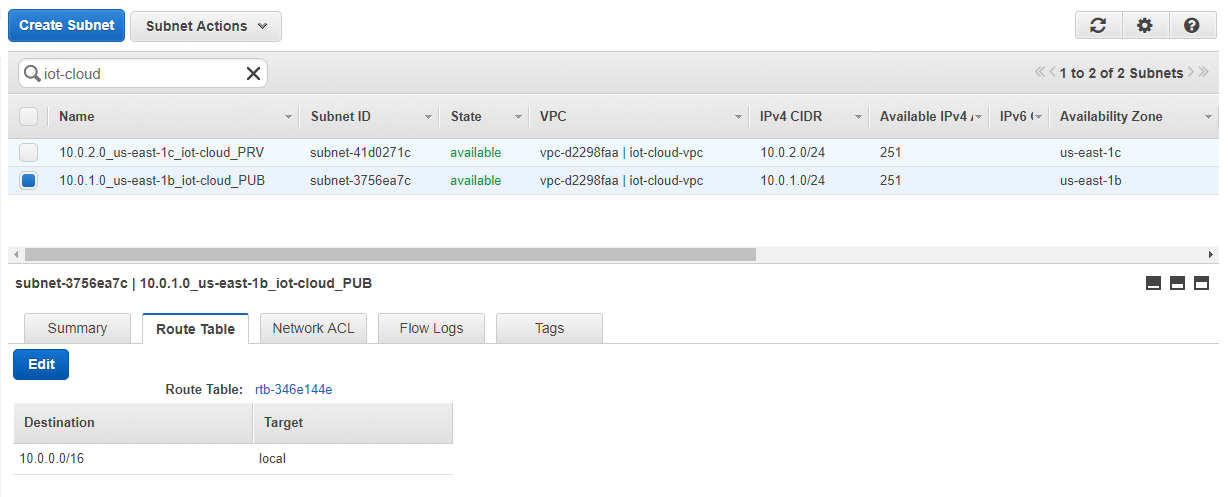 Create Subnet Subnet Actions
iot-cloud 1 to 2 of 2 Subnets
Name Subnet ID State VPC IPv4 CIDR Available IPv4 IPv6 Availability Zone
10.0.2.0_us-east-1c_iot-cloud_PRV subnet-41d0271c available vpc-d2298faa | iot-cloud-vpc 10.0.2.0/24 251 us-east-1c
10.0.1.0_us-east-1b_iot-cloud_PUB subnet-3756ea7c available vpc-d2298faa | iot-cloud-vpc 10.0.1.0/24 251 us-east-1b
subnet-3756ea7c | 10.0.1.0_us-east-1b_iot-cloud_PUB
Summary Route Table Network ACL Flow Logs Tags
Edit
Route Table: rtb-346e144e
Destination Target
10.0.0.0/16 local